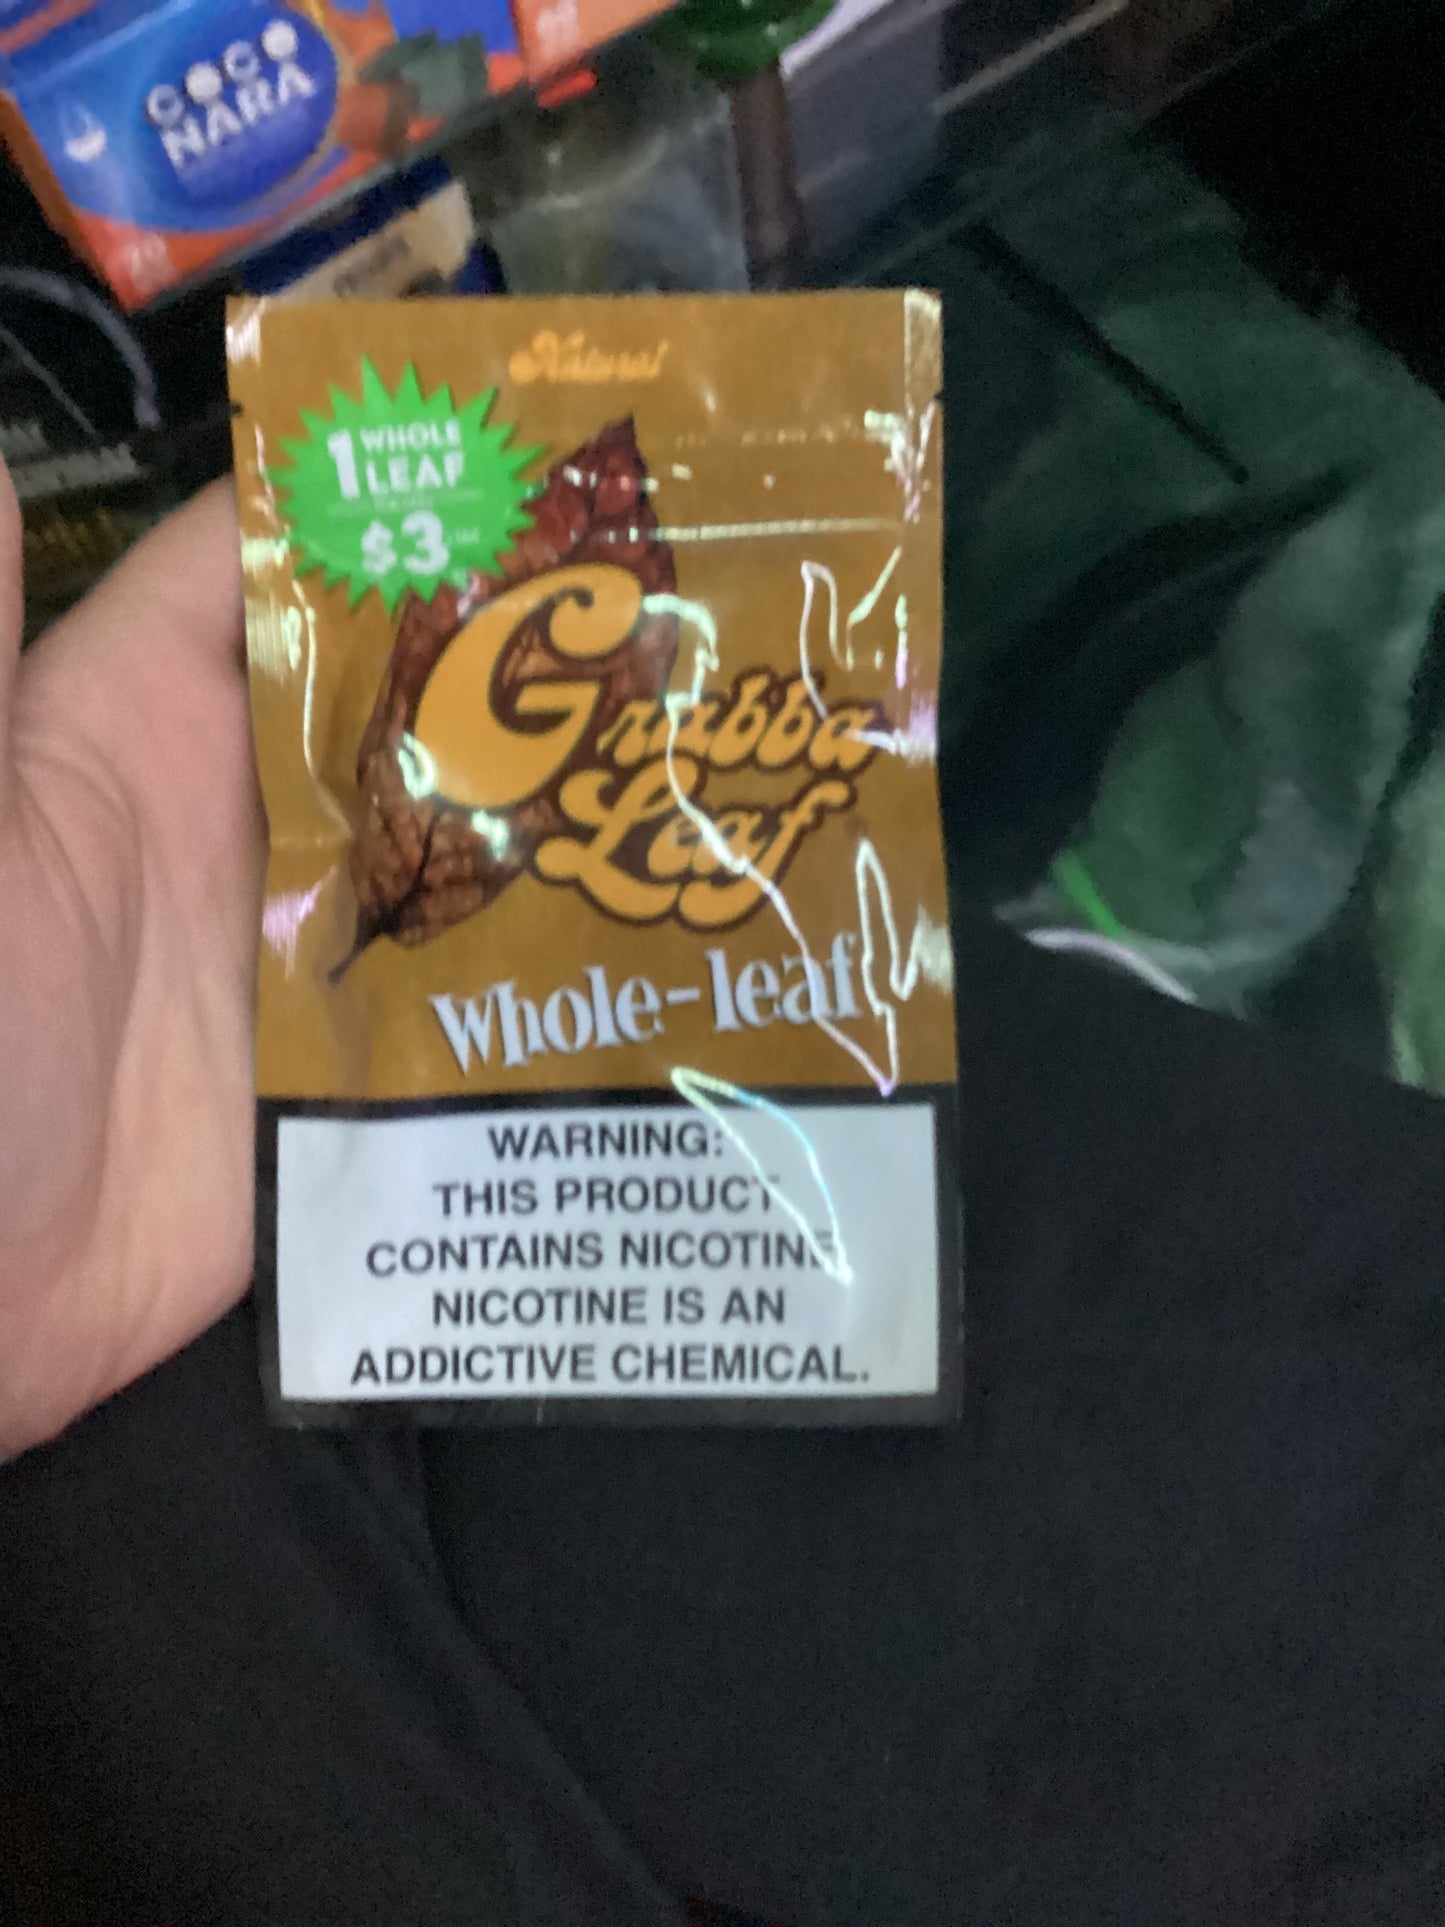 COCO
NARA
Natural
1 WHOLE
LEAF
$3
Grabba
Leaf
Whole-leaf
WARNING:
THIS PRODUCT
CONTAINS NICOTINE
NICOTINE IS AN
ADDICTIVE CHEMICAL.